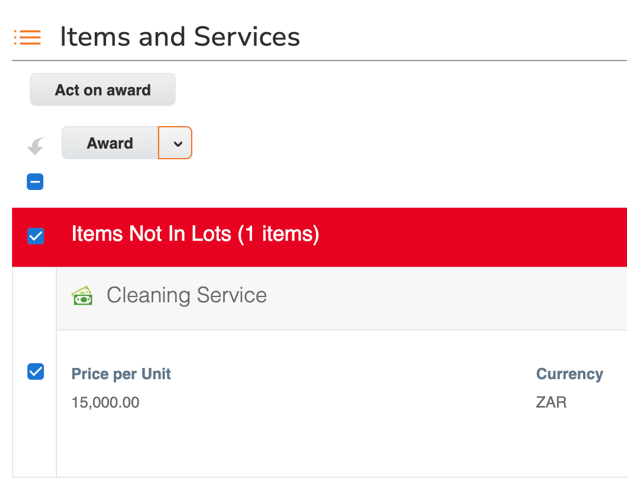 Items and Services
Act on award
Award
Items Not In Lots (1 items)
Cleaning Service
Price per Unit
Currency
15,000.00
ZAR